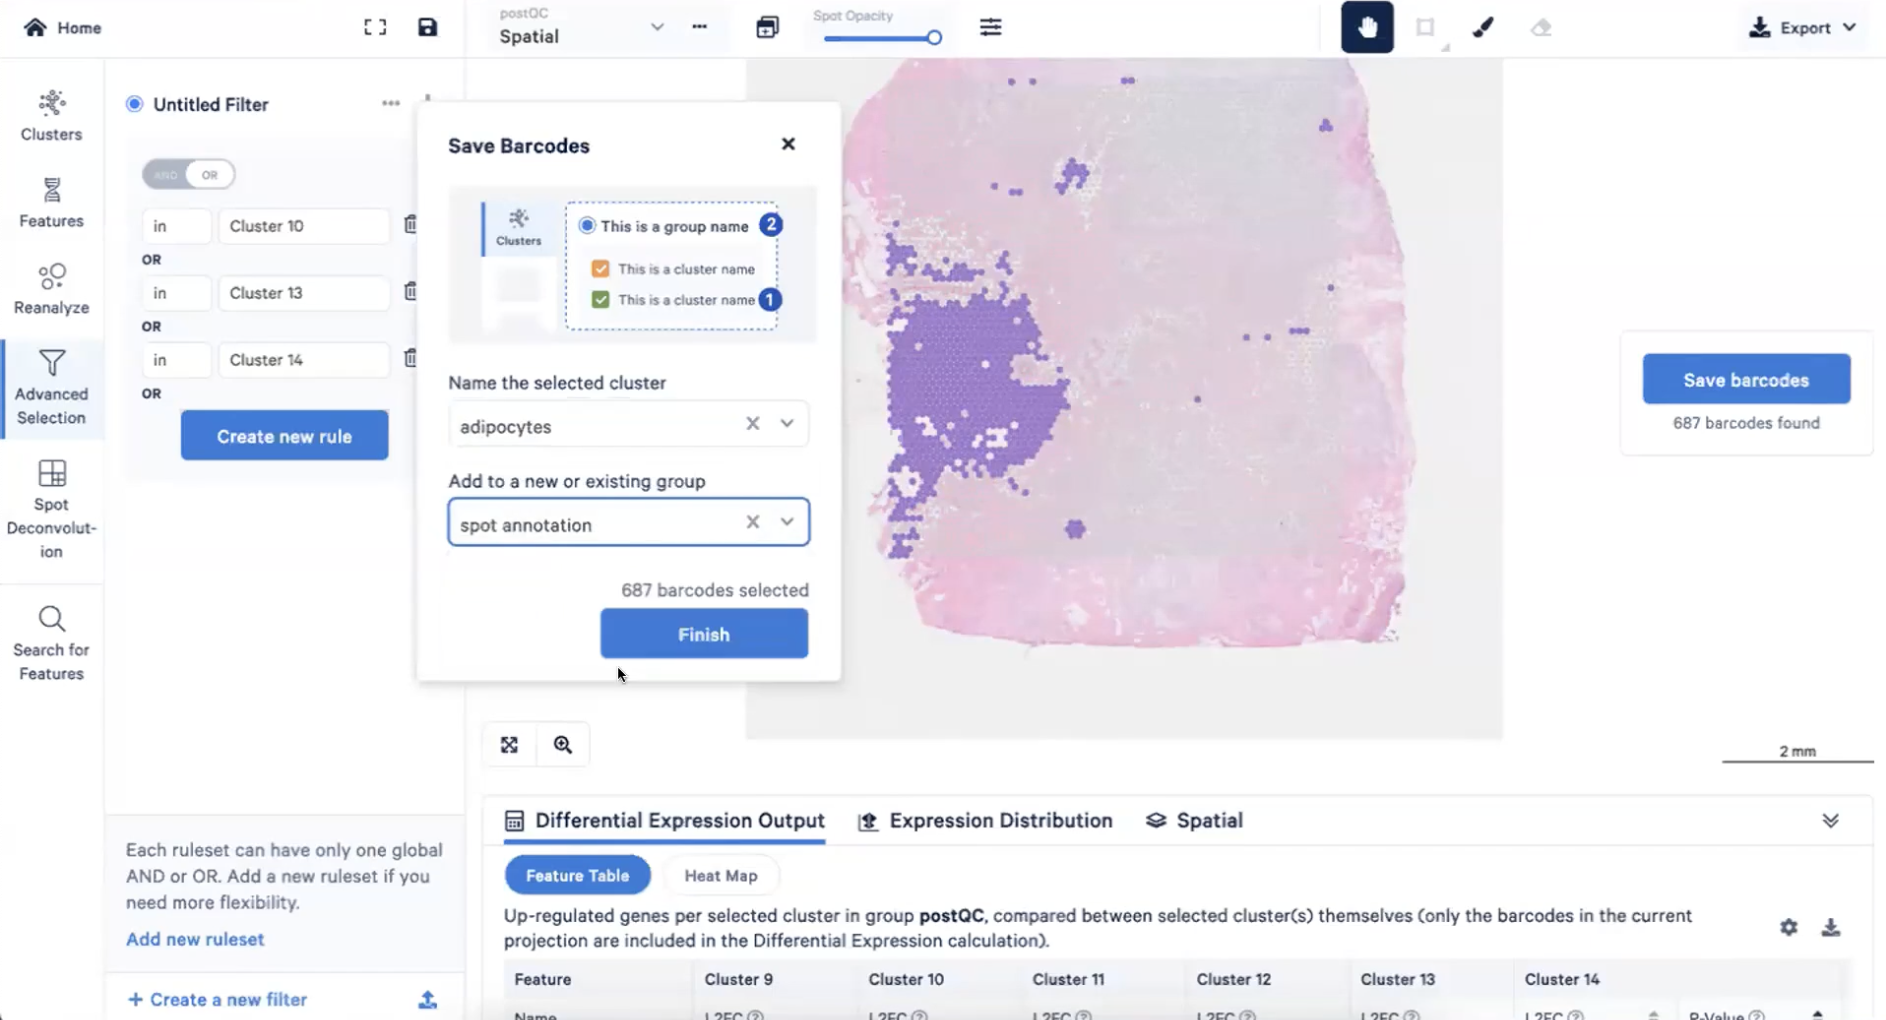 Home
postQC
Spatial
Spot Opacity
Export
Clusters
Features
Reanalyze
Advanced
Selection
Spot
Deconvolut-
ion
Search for
Features
Untitled Filter
AND OR
in Cluster 10
OR
in Cluster 13
OR
in Cluster 14
OR
Create new rule
Each ruleset can have only one global
AND or OR. Add a new ruleset if you
need more flexibility.
Add new ruleset
+ Create a new filter
Save Barcodes
Clusters
This is a group name 2
This is a cluster name
This is a cluster name 1
Name the selected cluster
adipocytes
Add to a new or existing group
spot annotation
687 barcodes selected
Finish
Save barcodes
687 barcodes found
2 mm
Differential Expression Output Expression Distribution Spatial
Feature Table Heat Map
Up-regulated genes per selected cluster in group postQC, compared between selected cluster(s) themselves (only the barcodes in the current
projection are included in the Differential Expression calculation).
Feature Cluster 9 Cluster 10 Cluster 11 Cluster 12 Cluster 13 Cluster 14
Name L2FC L2FC L2FC L2FC L2FC L2FC P-Value